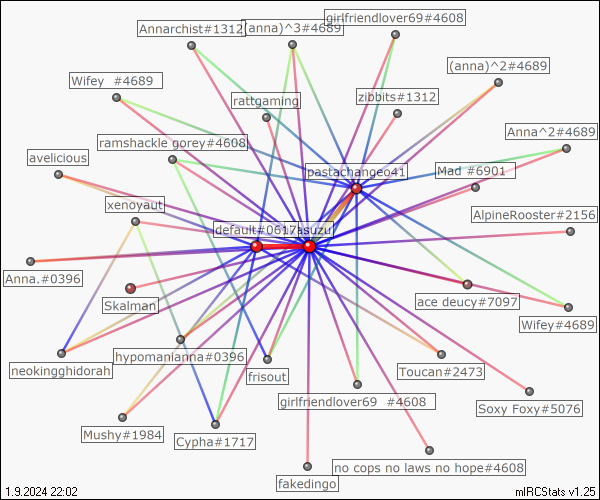 girlfriendlover69#4608
Annarchist#1312
(anna)^3#4689
(anna)^2#4689
Wifey  #4689
rattgaming
zibbits#1312
Anna^2#4689
ramshackle gorey#4608
avelicious
pastachangeo41
Mad #6901
xenoyaut
AlpineRooster#2156
default#0617
asuzu
Anna.#0396
Skalman
ace deucy#7097
Wifey#4689
neokingghidorah
hypomanianna#0396
frisout
Toucan#2473
girlfriendlover69  #4608
Soxy Foxy#5076
Mushy#1984
Cypha#1717
no cops no laws no hope#4608
fakedingo
1.9.2024 22:02
mIRCStats v1.25